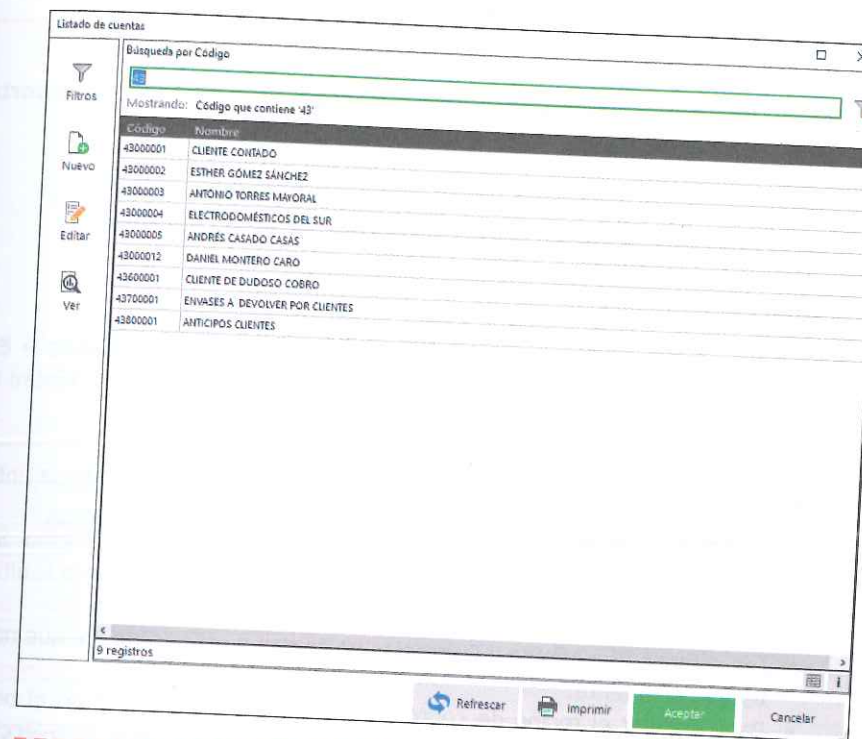 Listado de cuentas
Búsqueda por Código
43
Mostrando: Código que contiene '43'
Filtros
Nuevo
Editar
Ver
Código Nombre
43000001 CLIENTE CONTADO
43000002 ESTHER GÓMEZ SÁNCHEZ
43000003 ANTONIO TORRES MAYORAL
43000004 ELECTRODOMÉSTICOS DEL SUR
43000005 ANDRÉS CASADO CASAS
43000012 DANIEL MONTERO CARO
43600001 CLIENTE DE DUDOSO COBRO
43700001 ENVASES A DEVOLVER POR CLIENTES
43800001 ANTICIPOS CLIENTES
9 registros
Refrescar Imprimir Aceptar Cancelar